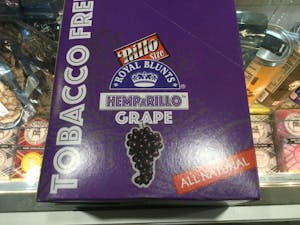 TOBACCO FRE
'Rillo
Size
ROYAL BLUNTS
HEMPARILLO
GRAPE
ALL NATURAL